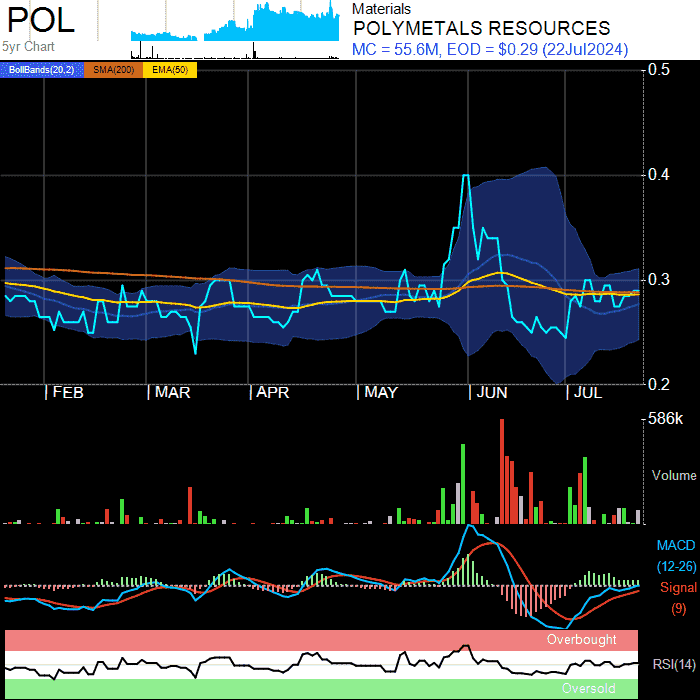 POL
5yr Chart
Materials
POLYMETALS RESOURCES
MC = 55.6M, EOD = $0.29 (22Jul2024)
BollBands(20,2) SMA(200) EMA(50)
0.5
0.4
0.3
0.2
FEB MAR APR MAY JUN JUL
586k
Volume
MACD
(12-26)
Signal
(9)
Overbought
RSI(14)
Oversold